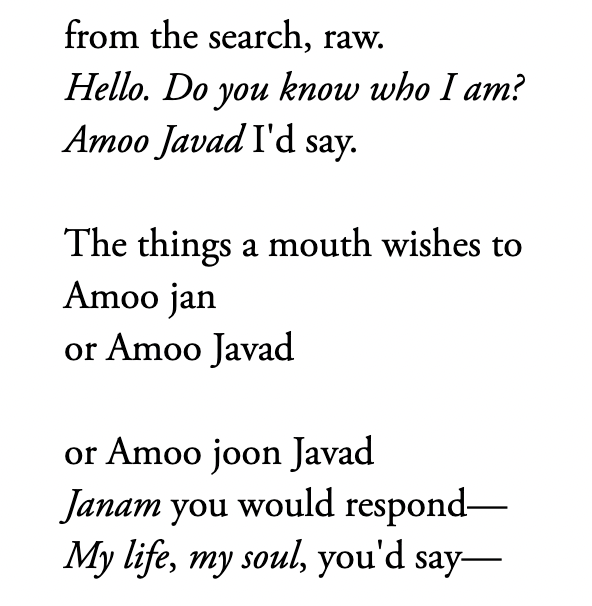 from the search, raw.
Hello. Do you know who I am?
Amoo Javad I'd say.
The things a mouth wishes to
Amoo jan
or Amoo Javad
or Amoo joon Javad
Janam you would respond—
My life, my soul, you'd say—